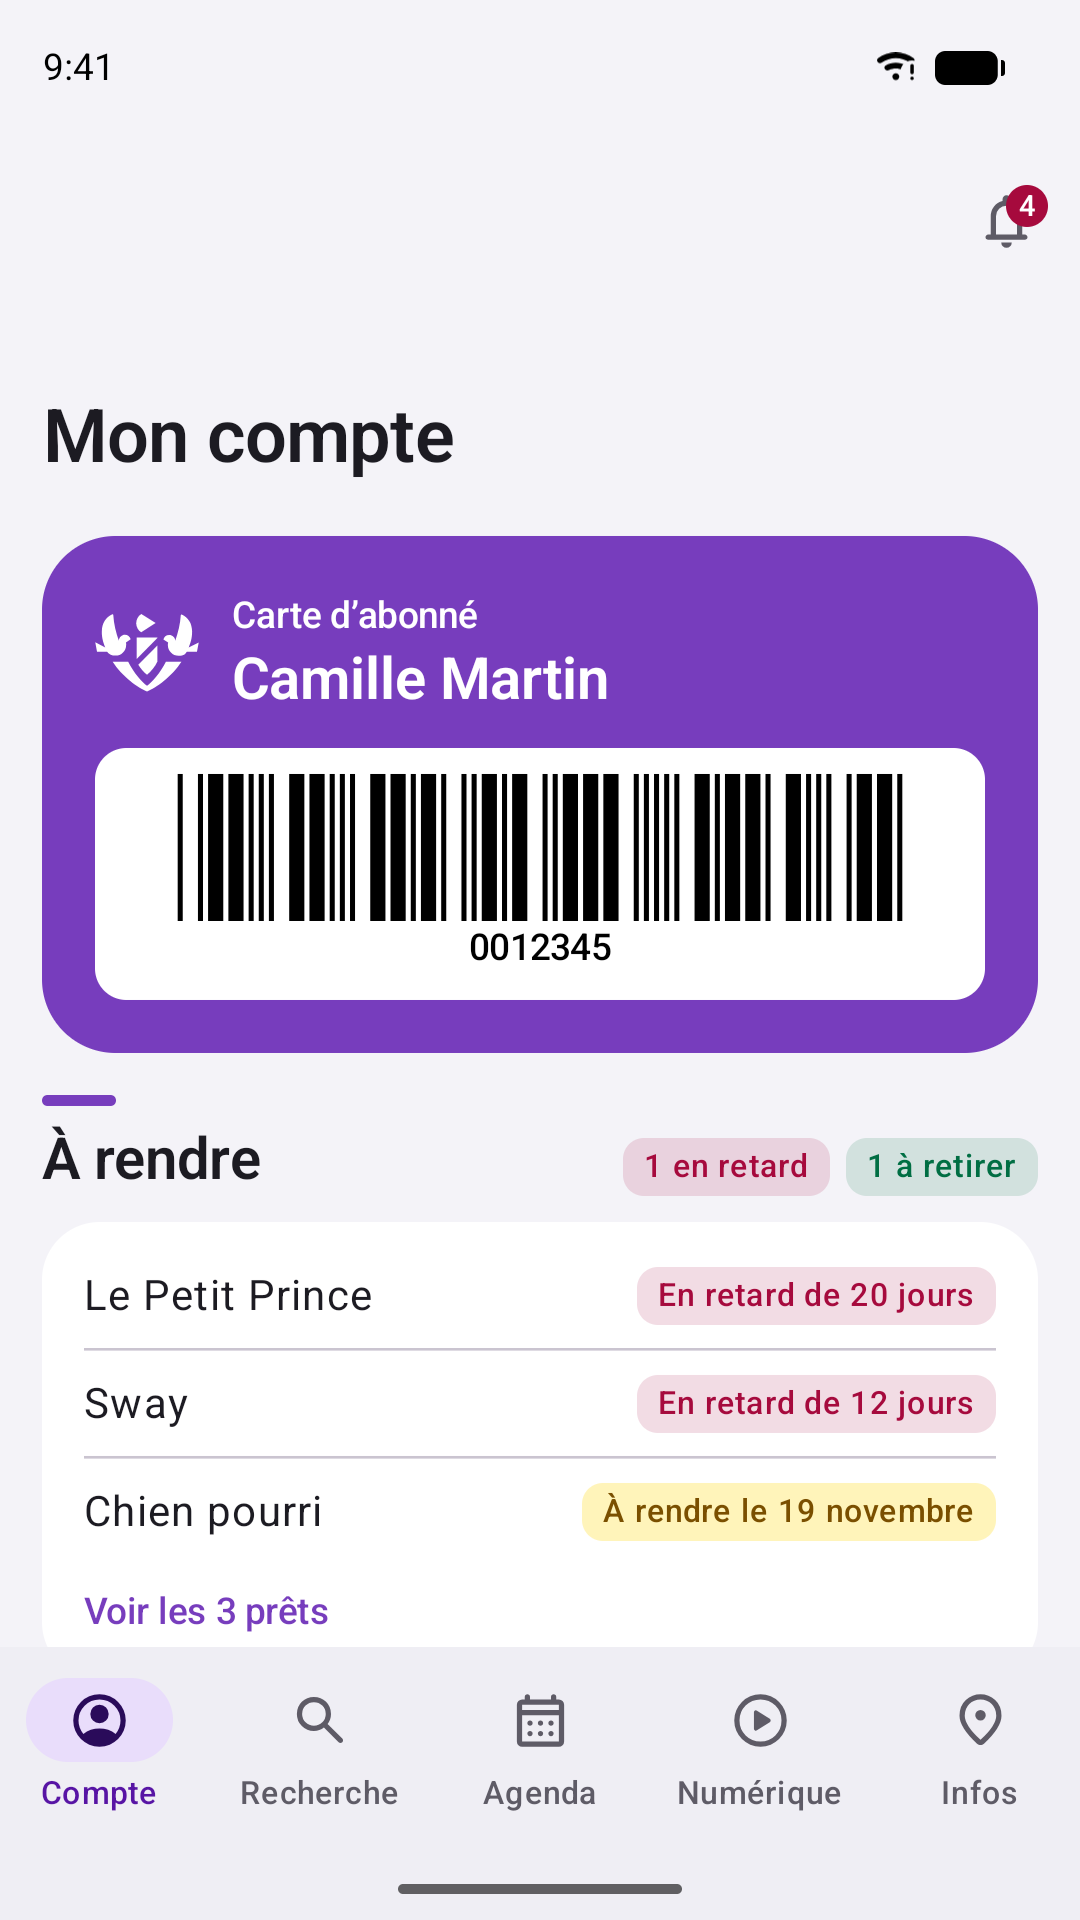 9:41
4
Mon compte
Carte d’abonné
Camille Martin
0012345
À rendre
1 en retard
1 à retirer
Le Petit Prince
En retard de 20 jours
Sway
En retard de 12 jours
Chien pourri
À rendre le 19 novembre
Voir les 3 prêts
Compte
Recherche
Agenda
Numérique
Infos